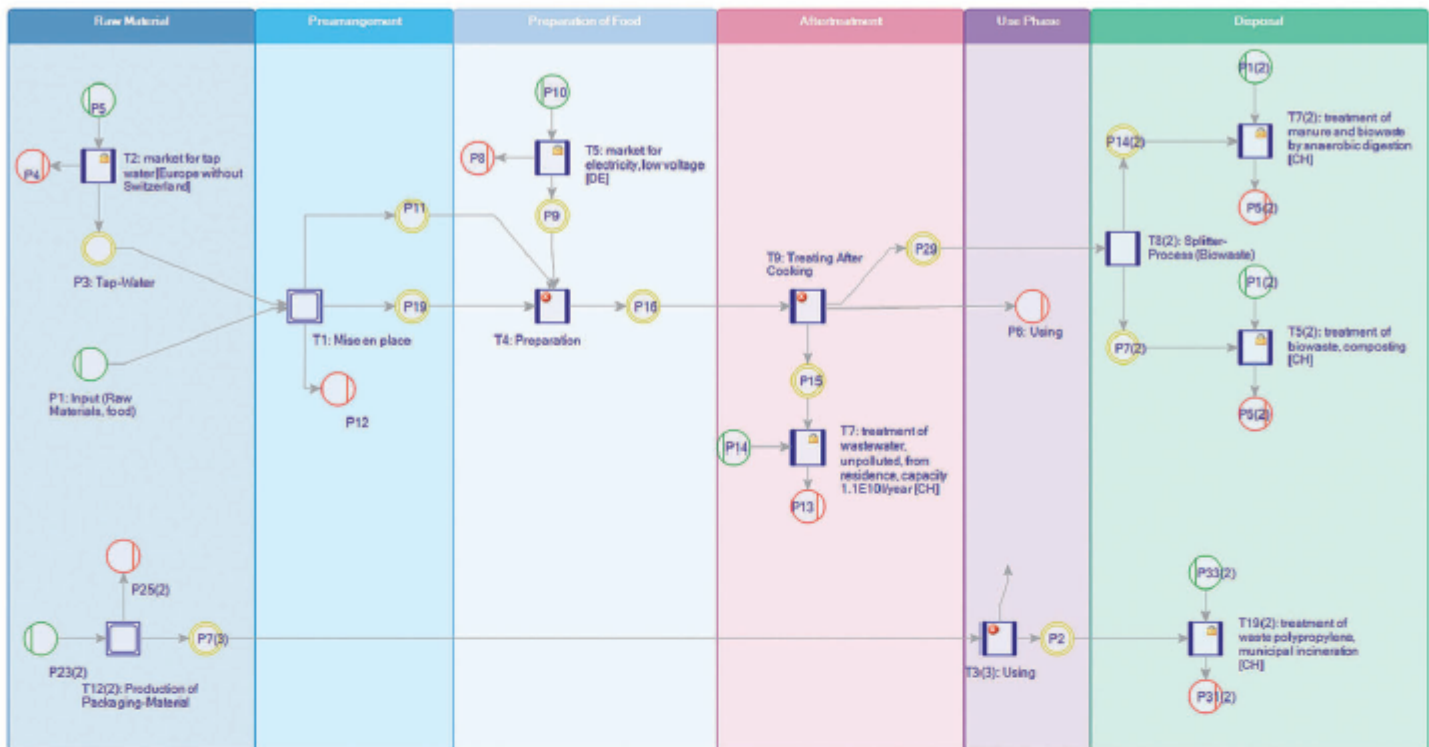 Raw Material
Prearrangement
Preparation of Food
Aftertreatment
Use Phase
Disposal
P5
P4
T2: market for tap
water [Europe without
Switzerland]
P3: Tap-Water
P1: Input (Raw
Materials, food)
P25(2)
P23(2)
P7(3)
T12(2): Production of
Packaging-Material
P11
P19
T1: Mise en place
P12
P10
P8
T5: market for
electricity, low voltage
[DE]
P9
T4: Preparation
P16
T9: Treating After
Cooking
P29
P15
P14
T7: treatment of
wastewater,
unpolluted, from
residence, capacity
1.1E10l/year [CH]
P13
P6: Using
T3(3): Using
P2
P1(2)
P14(2)
T7(2): treatment of
manure and biowaste
by anaerobic digestion
[CH]
P5(2)
T8(2): Splitter-
Process (Biowaste)
P1(2)
P7(2)
T5(2): treatment of
biowaste, composting
[CH]
P5(2)
P33(2)
T19(2): treatment of
waste polypropylene,
municipal incineration
[CH]
P31(2)